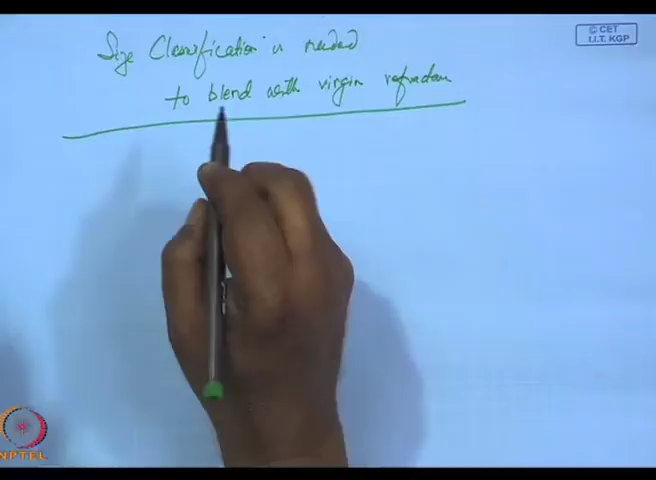 © CET
I.I.T. KGP
Size Classification is needed
to blend with virgin refractory
NPTEL